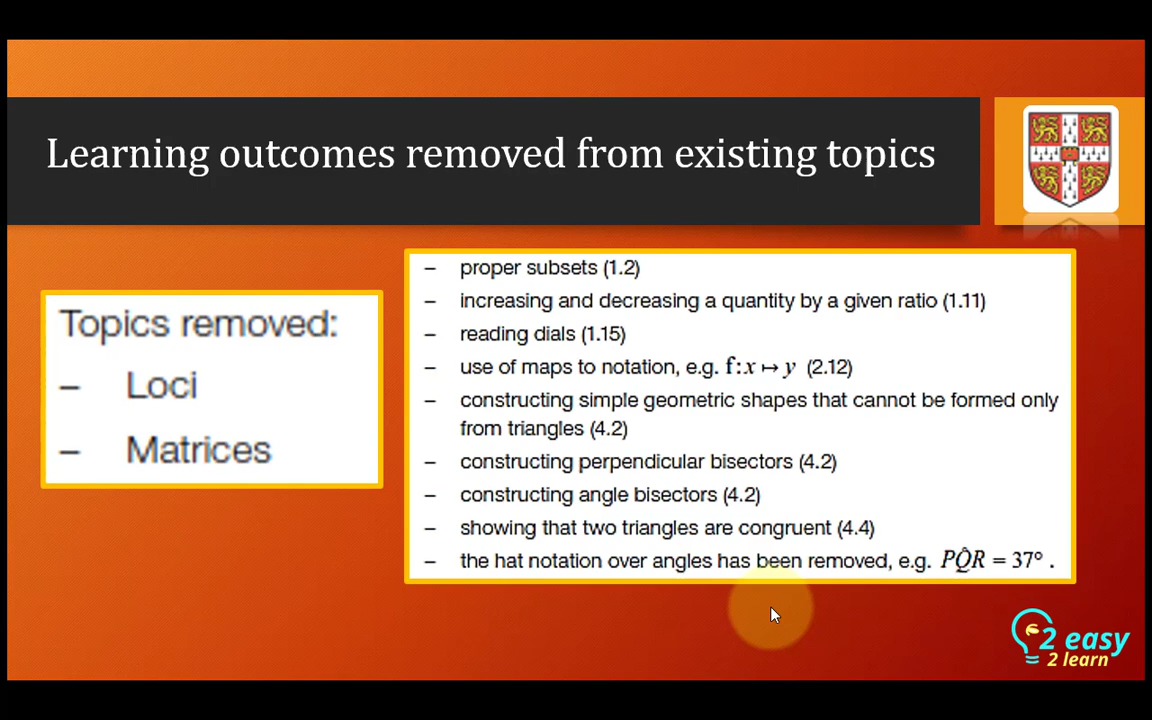 Learning outcomes removed from existing topics
Topics removed:
– Loci
– Matrices
– proper subsets (1.2)
– increasing and decreasing a quantity by a given ratio (1.11)
– reading dials (1.15)
– use of maps to notation, e.g. f : x ↦ y (2.12)
– constructing simple geometric shapes that cannot be formed only
from triangles (4.2)
– constructing perpendicular bisectors (4.2)
– constructing angle bisectors (4.2)
– showing that two triangles are congruent (4.4)
– the hat notation over angles has been removed, e.g. PQ̂R = 37° .
2 easy
2 learn